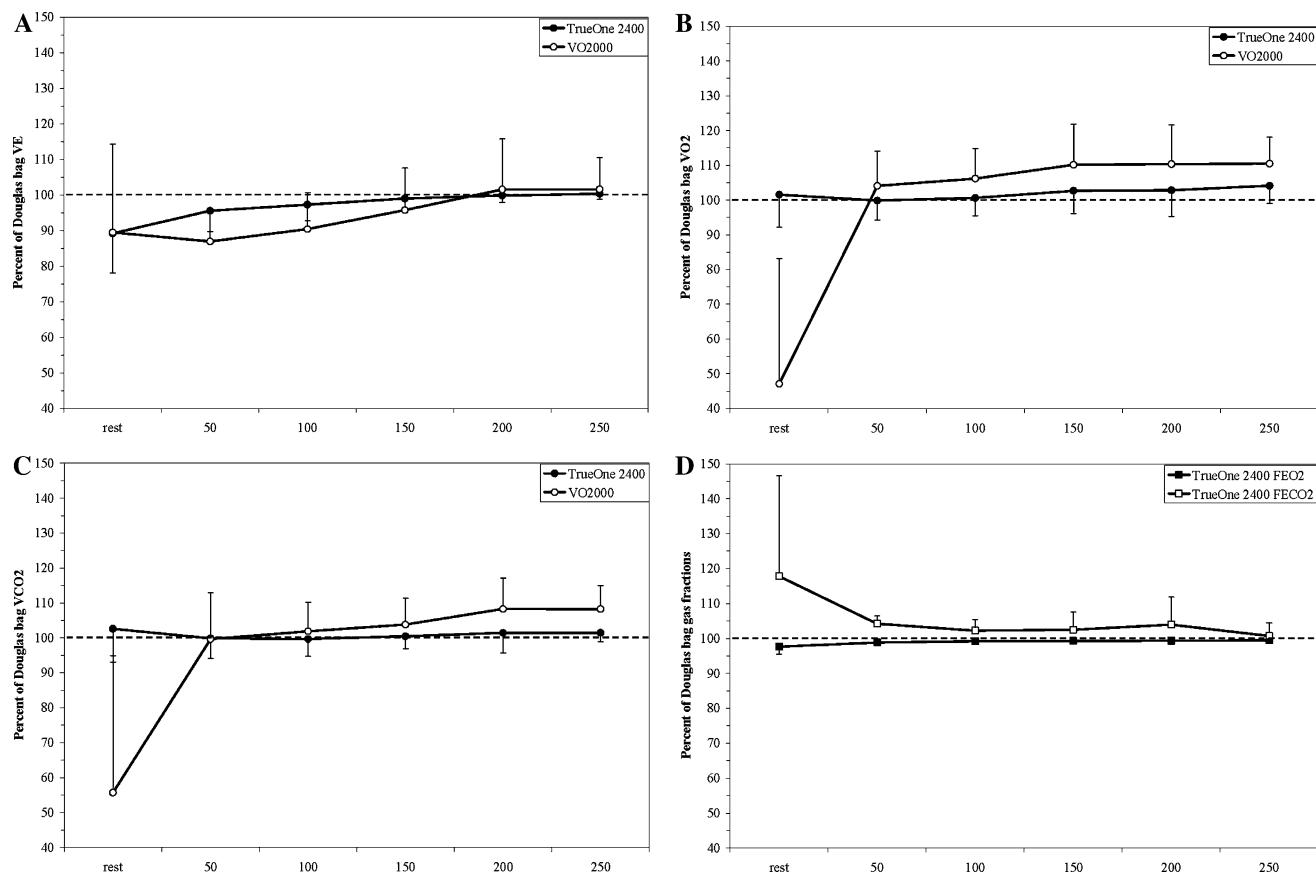 A
TrueOne 2400
VO2000
Percent of Douglas bag VE
150
140
130
120
110
100
90
80
70
60
50
40
rest 50 100 150 200 250
B
TrueOne 2400
VO2000
Percent of Douglas bag VO2
150
140
130
120
110
100
90
80
70
60
50
40
rest 50 100 150 200 250
C
TrueOne 2400
VO2000
Percent of Douglas bag VCO2
150
140
130
120
110
100
90
80
70
60
50
40
rest 50 100 150 200 250
D
TrueOne 2400 FEO2
TrueOne 2400 FECO2
Percent of Douglas bag gas fractions
150
140
130
120
110
100
90
80
70
60
50
40
rest 50 100 150 200 250